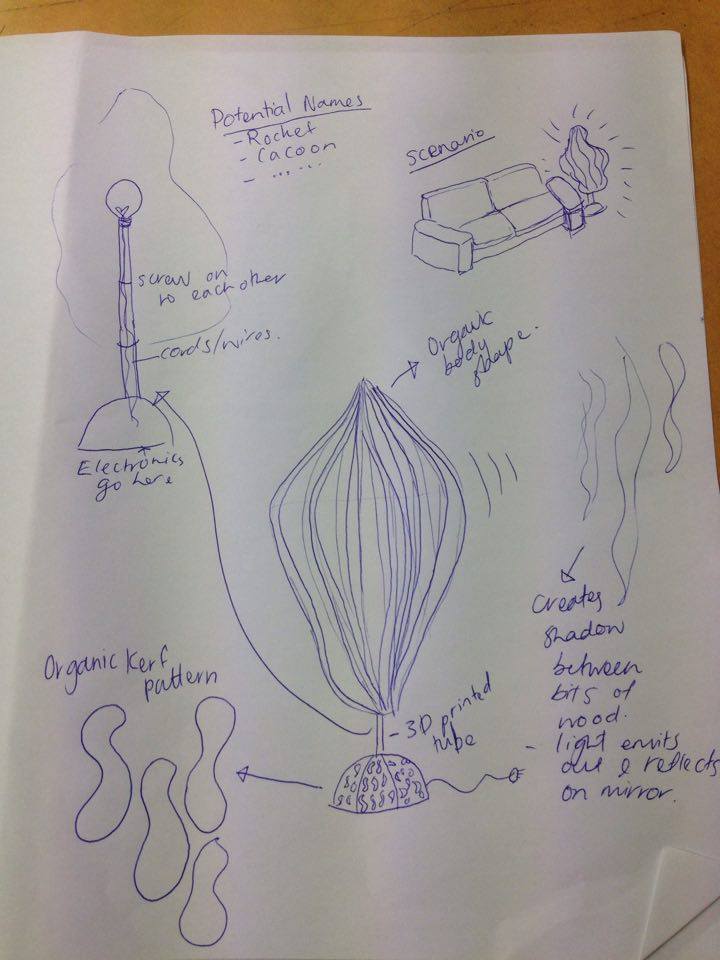 Potential Names
- Rocket
- Cacoon
- ......
scenario
screw on
to each other
cords/wires.
Electronics
go here
Organic
body
shape.
Creates
shadow
between
bits of
wood.
- light emits
out & reflects
on mirror.
Organic Kerf
pattern
- 3D printed
tube